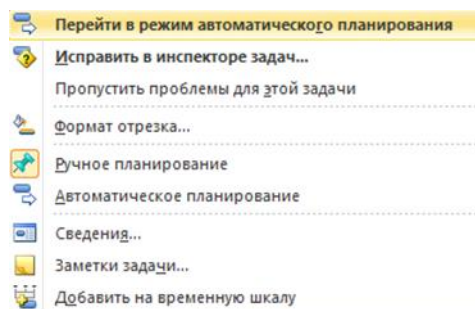 Перейти в режим автоматического планирования
Исправить в инспекторе задач...
Пропустить проблемы для этой задачи
Формат отрезка...
Ручное планирование
Автоматическое планирование
Сведения...
Заметки задачи...
Добавить на временную шкалу